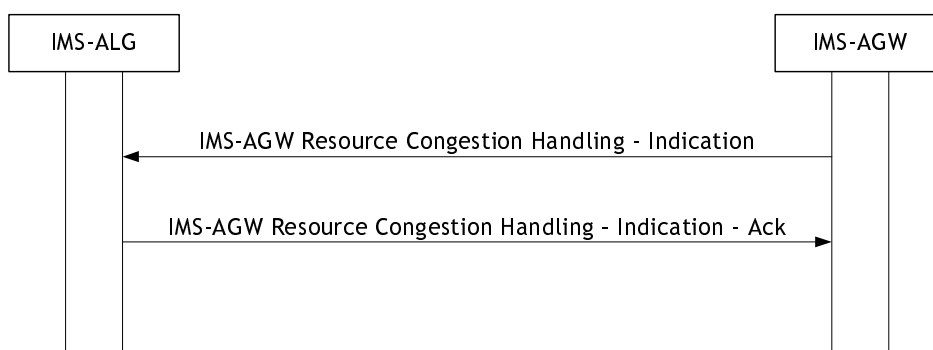 IMS-ALG
IMS-AGW
IMS-AGW Resource Congestion Handling - Indication
IMS-AGW Resource Congestion Handling - Indication - Ack